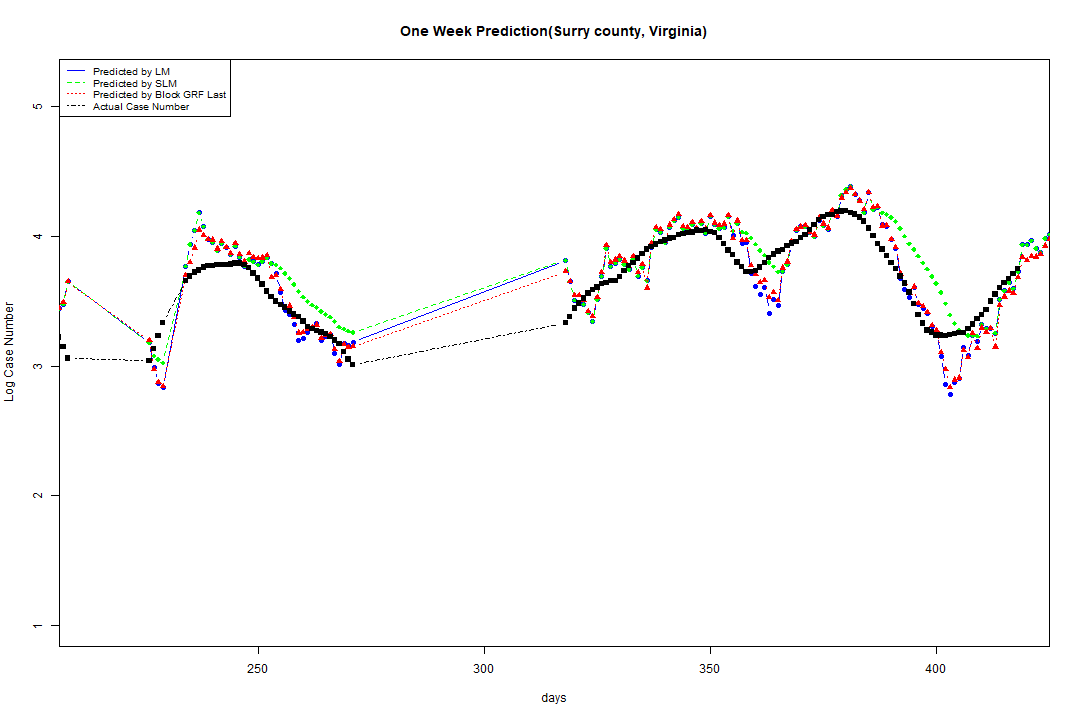 One Week Prediction(Surry county, Virginia)
Predicted by LM
Predicted by SLM
Predicted by Block GRF Last
Actual Case Number
5
4
3
2
1
Log Case Number
250
300
350
400
days